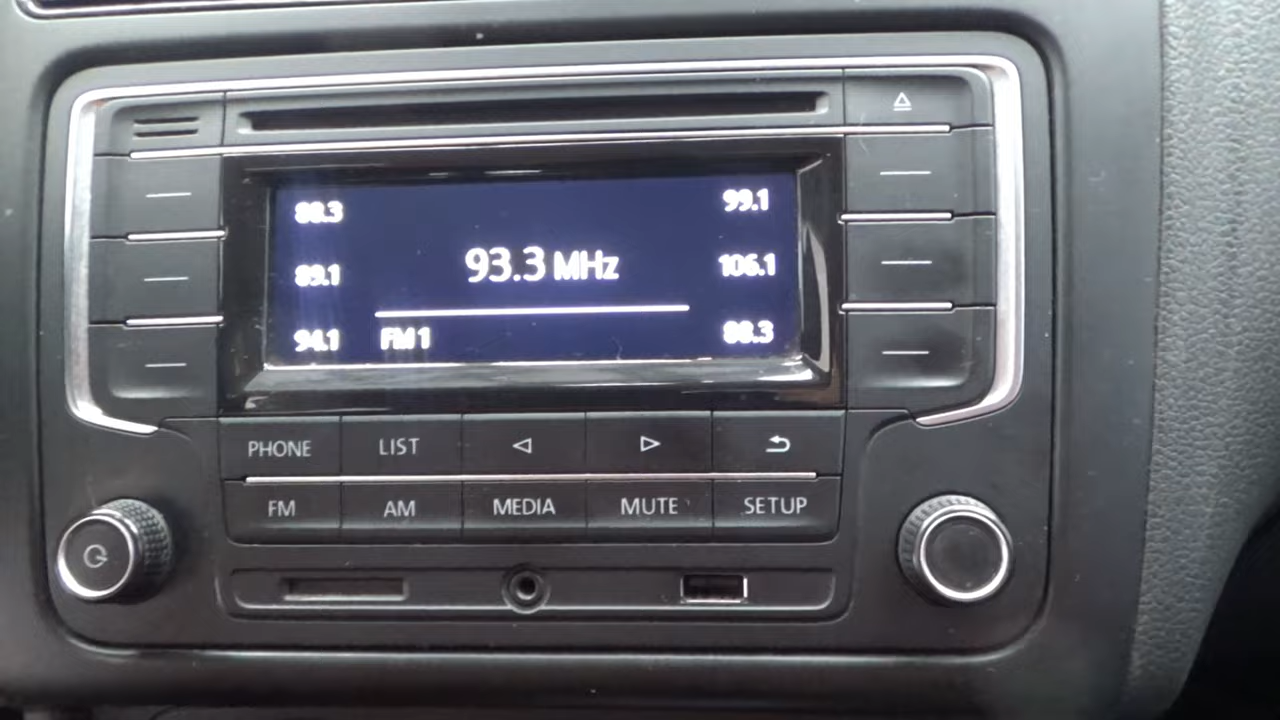 88.3
99.1
93.3 MHz
89.1
106.1
94.1
FM1
88.3
PHONE
LIST
FM
AM
MEDIA
MUTE
SETUP